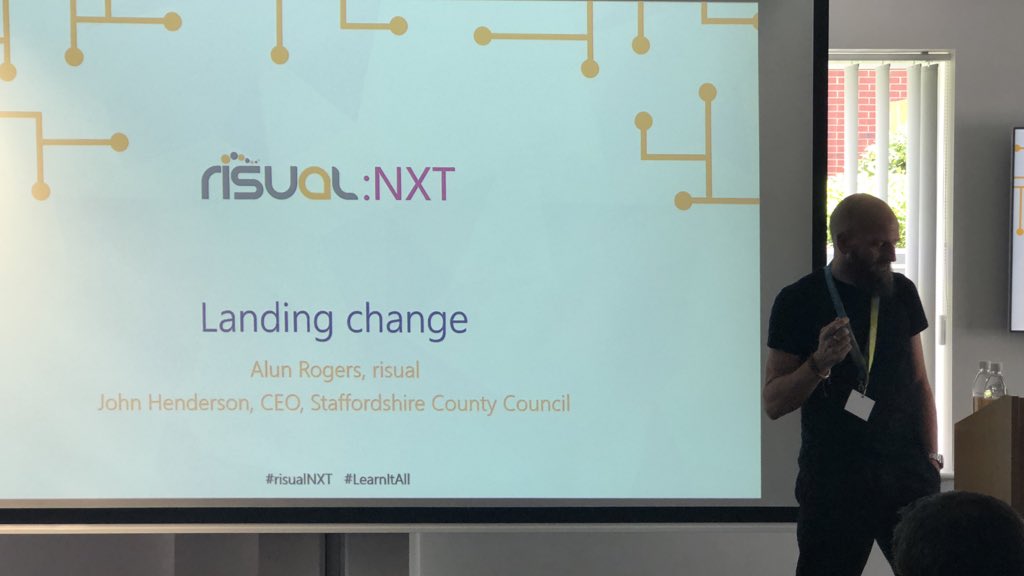 risual:NXT
Landing change
Alun Rogers, risual
John Henderson, CEO, Staffordshire County Council
#risualNXT #LearnItAll